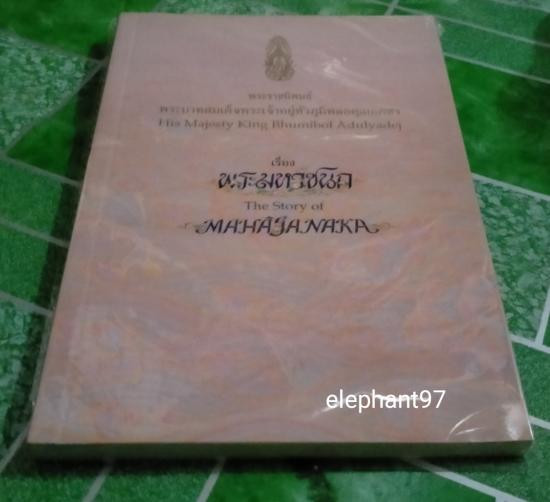 พระราชนิพนธ์
พระบาทสมเด็จพระเจ้าอยู่หัวภูมิพลอดุลยเดชฯ
His Majesty King Bhumibol Adulyadej
เรื่อง
พระมหาชนก
The Story of
MAHAJANAKA
elephant97